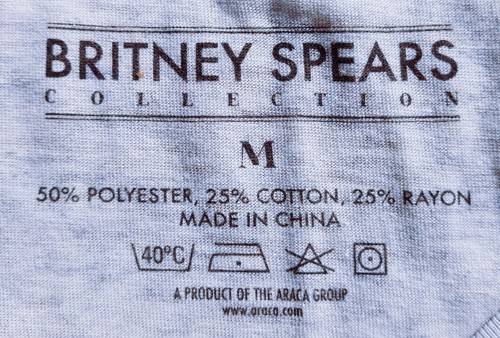 BRITNEY SPEARS
COLLECTION
M
50% POLYESTER, 25% COTTON, 25% RAYON
MADE IN CHINA
40°C
A PRODUCT OF THE ARACA GROUP
www.araca.com